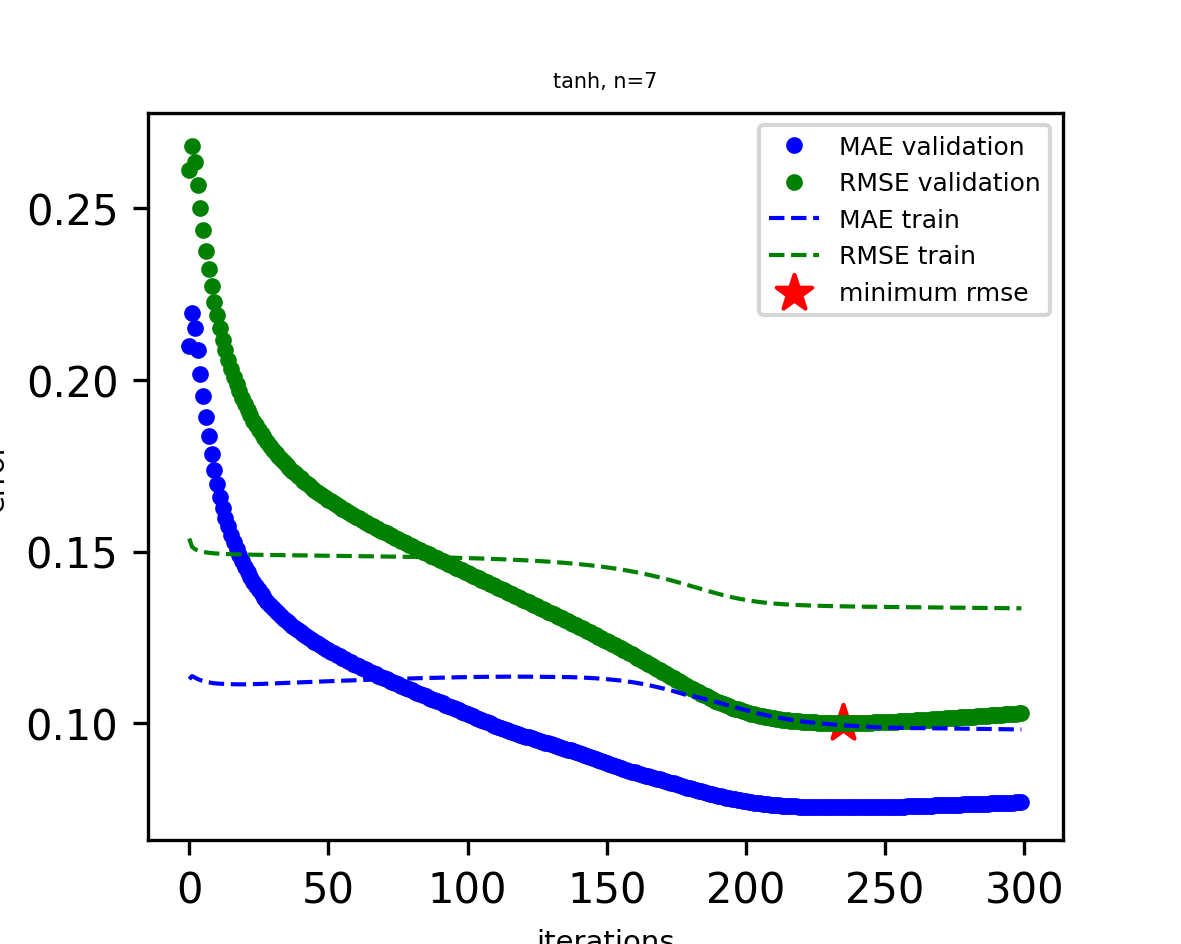 tanh, n=7
MAE validation
RMSE validation
MAE train
RMSE train
minimum rmse
0.25
0.20
0.15
0.10
0 50 100 150 200 250 300
iterations